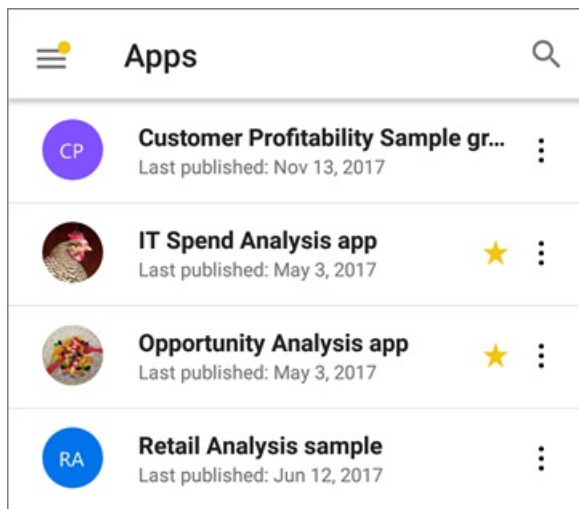 Apps
CP
Customer Profitability Sample gr...
Last published: Nov 13, 2017
IT Spend Analysis app
Last published: May 3, 2017
Opportunity Analysis app
Last published: May 3, 2017
RA
Retail Analysis sample
Last published: Jun 12, 2017